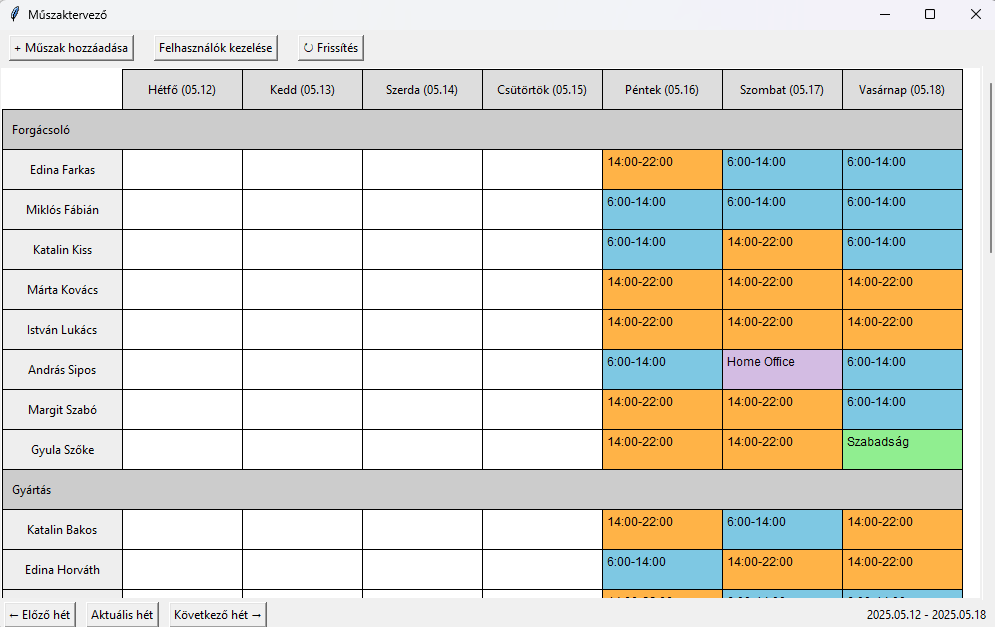 Műszaktervező
+ Műszak hozzáadása Felhasználók kezelése ↻ Frissítés
Hétfő (05.12) Kedd (05.13) Szerda (05.14) Csütörtök (05.15) Péntek (05.16) Szombat (05.17) Vasárnap (05.18)
Forgácsoló
Edina Farkas 14:00-22:00 6:00-14:00 6:00-14:00
Miklós Fábián 6:00-14:00 6:00-14:00 6:00-14:00
Katalin Kiss 6:00-14:00 14:00-22:00 6:00-14:00
Márta Kovács 14:00-22:00 14:00-22:00 14:00-22:00
István Lukács 14:00-22:00 14:00-22:00 14:00-22:00
András Sipos 6:00-14:00 Home Office 6:00-14:00
Margit Szabó 14:00-22:00 14:00-22:00 6:00-14:00
Gyula Szőke 14:00-22:00 14:00-22:00 Szabadság
Gyártás
Katalin Bakos 14:00-22:00 6:00-14:00 14:00-22:00
Edina Horváth 6:00-14:00 14:00-22:00 14:00-22:00
← Előző hét Aktuális hét Következő hét → 2025.05.12 - 2025.05.18